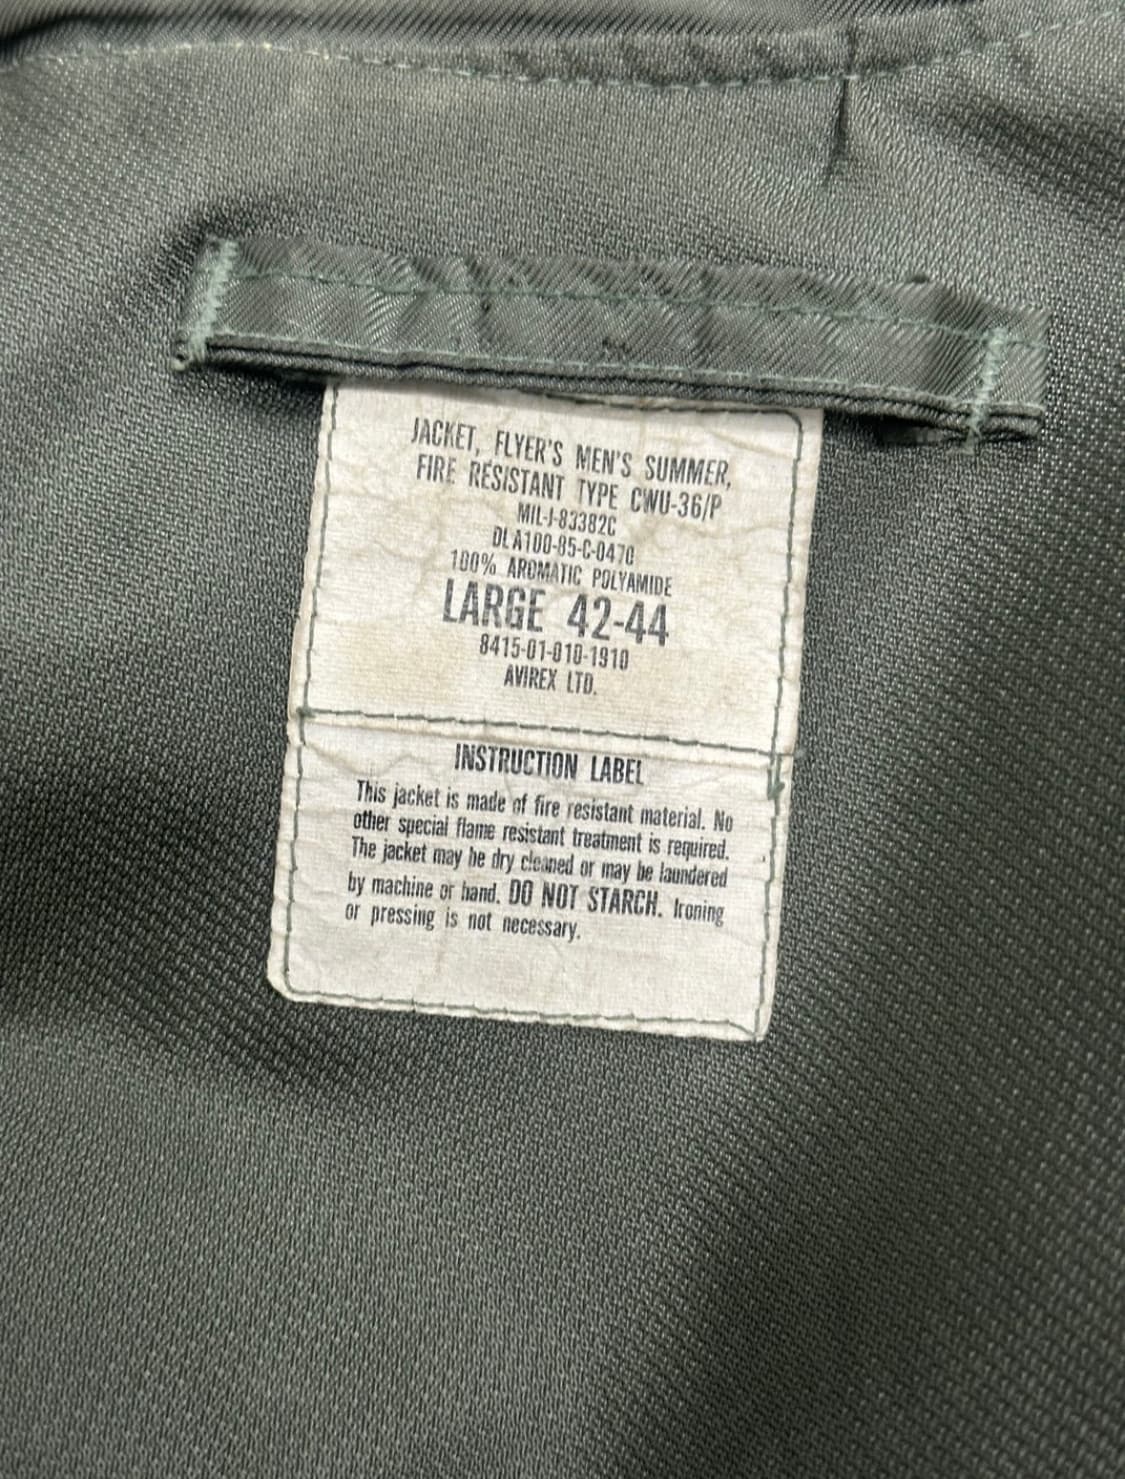 JACKET, FLYER'S MEN'S SUMMER,
FIRE RESISTANT TYPE CWU-36/P
MIL-J-83382C
DLA100-85-C-0470
100% AROMATIC POLYAMIDE
LARGE 42-44
8415-01-010-1910
AVIREX LTD.
INSTRUCTION LABEL
This jacket is made of fire resistant material. No
other special flame resistant treatment is required.
The jacket may be dry cleaned or may be laundered
by machine or hand. DO NOT STARCH. Ironing
or pressing is not necessary.